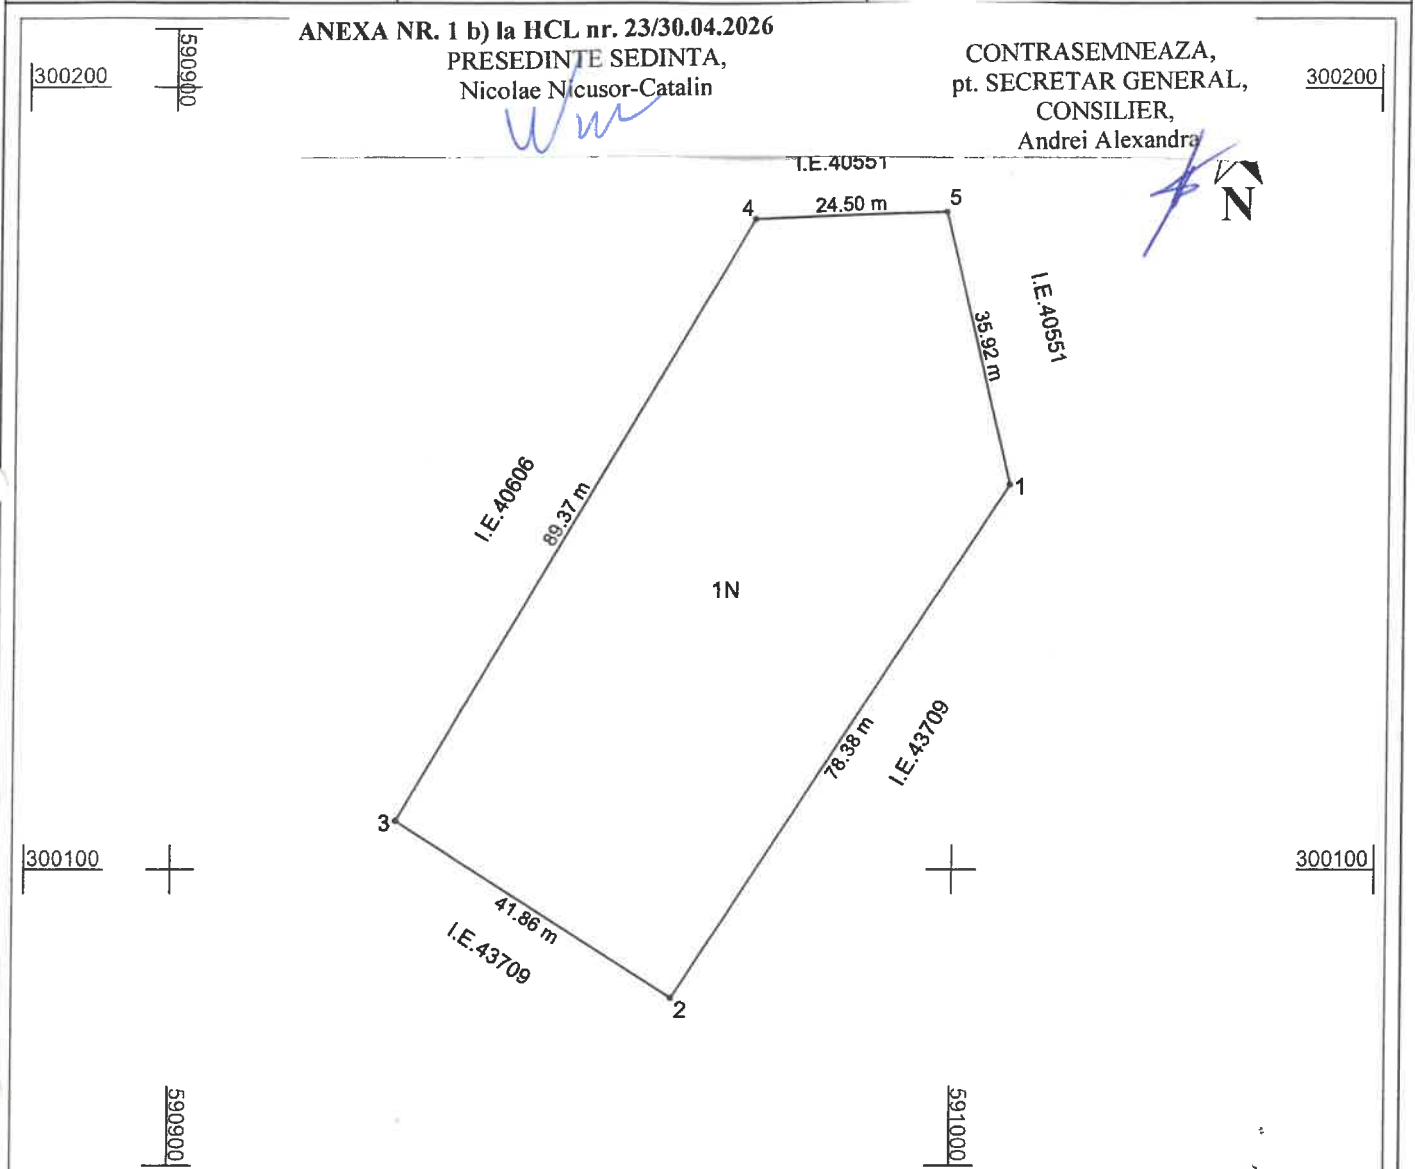 ANEXA NR. 1 b) la HCL nr. 23/30.04.2026
PRESEDINTE SEDINTA,
Nicolae Nicusor-Catalin
CONTRASEMNEAZA,
pt. SECRETAR GENERAL,
CONSILIER,
Andrei Alexandra
590900
300200
300200
I.E.40551
N
4
24.50 m
5
35.92 m
I.E.40551
I.E.40606
89.37 m
1
1N
78.38 m
I.E.43709
3
300100
300100
41.86 m
I.E.43709
2
590900
591000